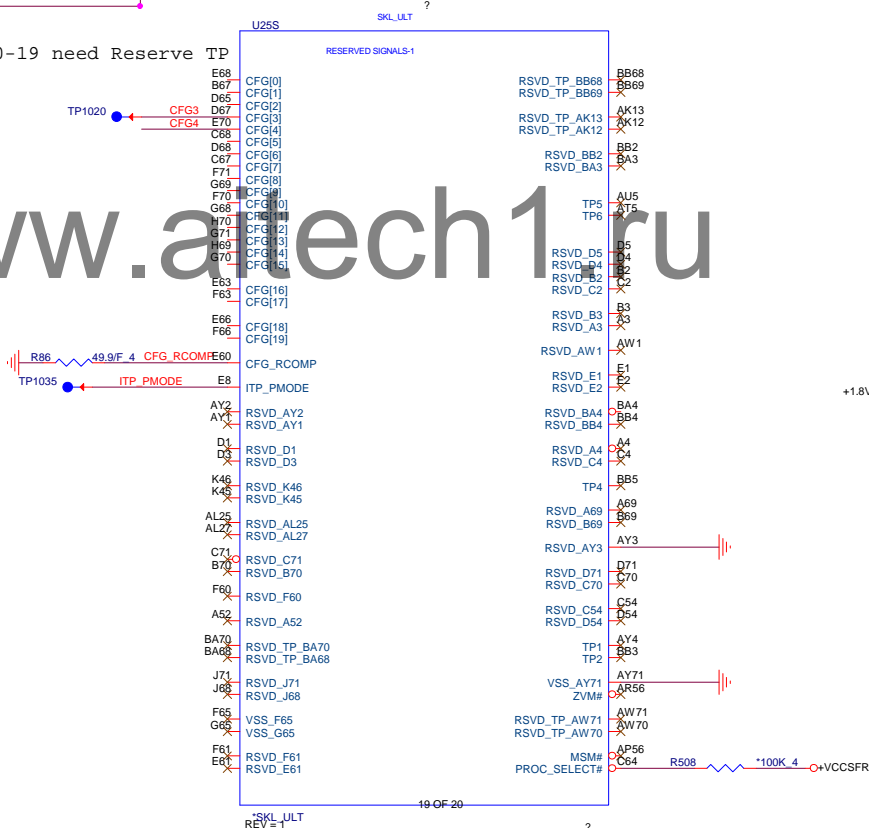 ?
SKL_ULT
U25S
RESERVED SIGNALS-1
0-19 need Reserve TP
E68 CFG[0]
B67 CFG[1]
D65 CFG[2]
TP1020 CFG3 D67 CFG[3]
CFG4 E70 CFG[4]
C68 CFG[5]
D68 CFG[6]
C67 CFG[7]
F71 CFG[8]
G69 CFG[9]
F70 CFG[10]
G68 CFG[11]
H70 CFG[12]
G71 CFG[13]
H69 CFG[14]
G70 CFG[15]
E63 CFG[16]
F63 CFG[17]
E66 CFG[18]
F66 CFG[19]
R86 49.9/F_4 CFG_RCOMP E60 CFG_RCOMP
TP1035 ITP_PMODE E8 ITP_PMODE
AY2 RSVD_AY2
AY1 RSVD_AY1
D1 RSVD_D1
D3 RSVD_D3
K46 RSVD_K46
K45 RSVD_K45
AL25 RSVD_AL25
AL27 RSVD_AL27
C71 RSVD_C71
B70 RSVD_B70
F60 RSVD_F60
A52 RSVD_A52
BA70 RSVD_TP_BA70
BA68 RSVD_TP_BA68
J71 RSVD_J71
J68 RSVD_J68
F65 VSS_F65
G65 VSS_G65
F61 RSVD_F61
E61 RSVD_E61
RSVD_TP_BB68 BB68
RSVD_TP_BB69 BB69
RSVD_TP_AK13 AK13
RSVD_TP_AK12 AK12
RSVD_BB2 BB2
RSVD_BA3 BA3
TP5 AU5
TP6 AT5
RSVD_D5 D5
RSVD_D4 D4
RSVD_B2 B2
RSVD_C2 C2
RSVD_B3 B3
RSVD_A3 A3
RSVD_AW1 AW1
RSVD_E1 E1
RSVD_E2 E2
RSVD_BA4 BA4
RSVD_BB4 BB4
RSVD_A4 A4
RSVD_C4 C4
TP4 BB5
RSVD_A69 A69
RSVD_B69 B69
RSVD_AY3 AY3
RSVD_D71 D71
RSVD_C70 C70
RSVD_C54 C54
RSVD_D54 D54
TP1 AY4
TP2 BB3
VSS_AY71 AY71
ZVM# AR56
RSVD_TP_AW71 AW71
RSVD_TP_AW70 AW70
MSM# AP56
PROC_SELECT# C64 R508 *100K_4 +VCCSFR
+1.8V
19 OF 20
*SKL_ULT
REV = 1
?
w.aitech1.ru